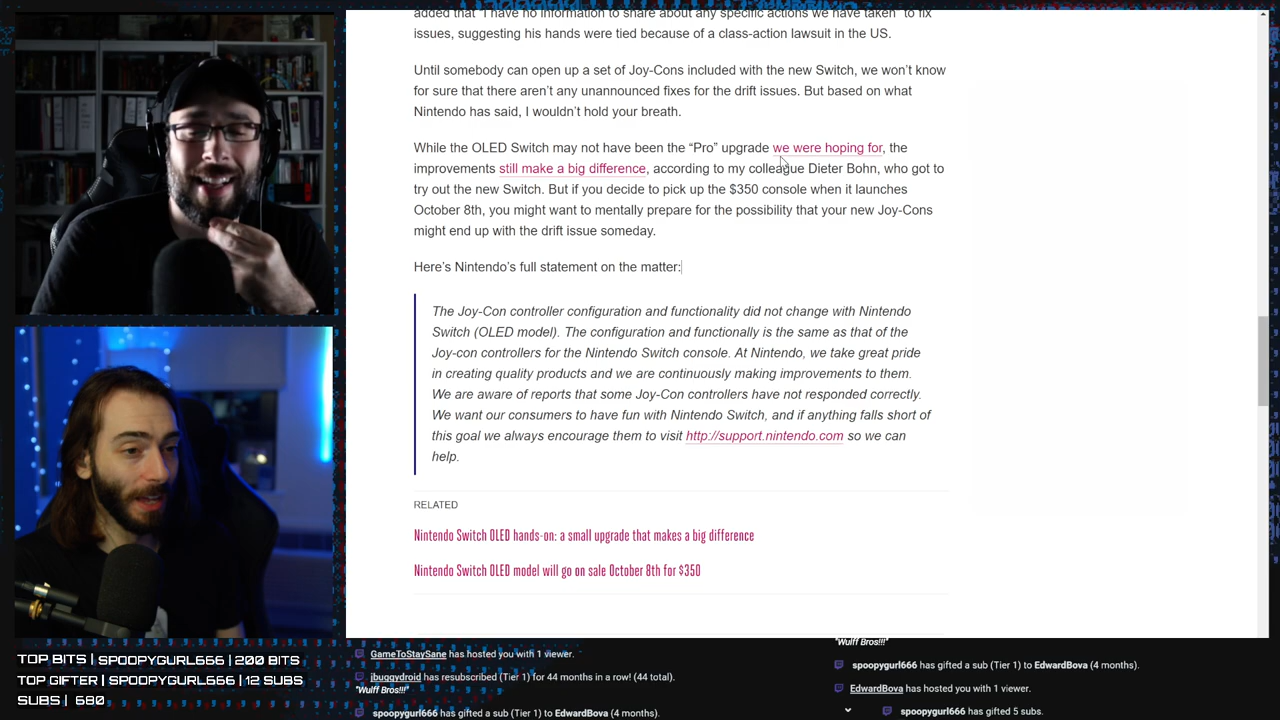 added that "I have no information to share about any specific actions we have taken" to fix
issues, suggesting his hands were tied because of a class-action lawsuit in the US.
Until somebody can open up a set of Joy-Cons included with the new Switch, we won't know
for sure that there aren't any unannounced fixes for the drift issues. But based on what
Nintendo has said, I wouldn't hold your breath.
While the OLED Switch may not have been the “Pro” upgrade we were hoping for, the
improvements still make a big difference, according to my colleague Dieter Bohn, who got to
try out the new Switch. But if you decide to pick up the $350 console when it launches
October 8th, you might want to mentally prepare for the possibility that your new Joy-Cons
might end up with the drift issue someday.
Here’s Nintendo’s full statement on the matter:
The Joy-Con controller configuration and functionality did not change with Nintendo
Switch (OLED model). The configuration and functionally is the same as that of the
Joy-con controllers for the Nintendo Switch console. At Nintendo, we take great pride
in creating quality products and we are continuously making improvements to them.
We are aware of reports that some Joy-Con controllers have not responded correctly.
We want our consumers to have fun with Nintendo Switch, and if anything falls short of
this goal we always encourage them to visit http://support.nintendo.com so we can
help.
RELATED
Nintendo Switch OLED hands-on: a small upgrade that makes a big difference
Nintendo Switch OLED model will go on sale October 8th for $350
TOP BITS | SPOOPYGURL666 | 200 BITS
TOP GIFTER | SPOOPYGURL666 | 12 SUBS
SUBS | 680
GameToStaySane has hosted you with 1 viewer.
jbuggydroid has resubscribed (Tier 1) for 44 months in a row! (44 total).
"Wulff Bros!!!"
spoopygurl666 has gifted a sub (Tier 1) to EdwardBova (4 months).
"Wulff Bros!!!"
spoopygurl666 has gifted a sub (Tier 1) to EdwardBova (4 months).
EdwardBova has hosted you with 1 viewer.
spoopygurl666 has gifted 5 subs.